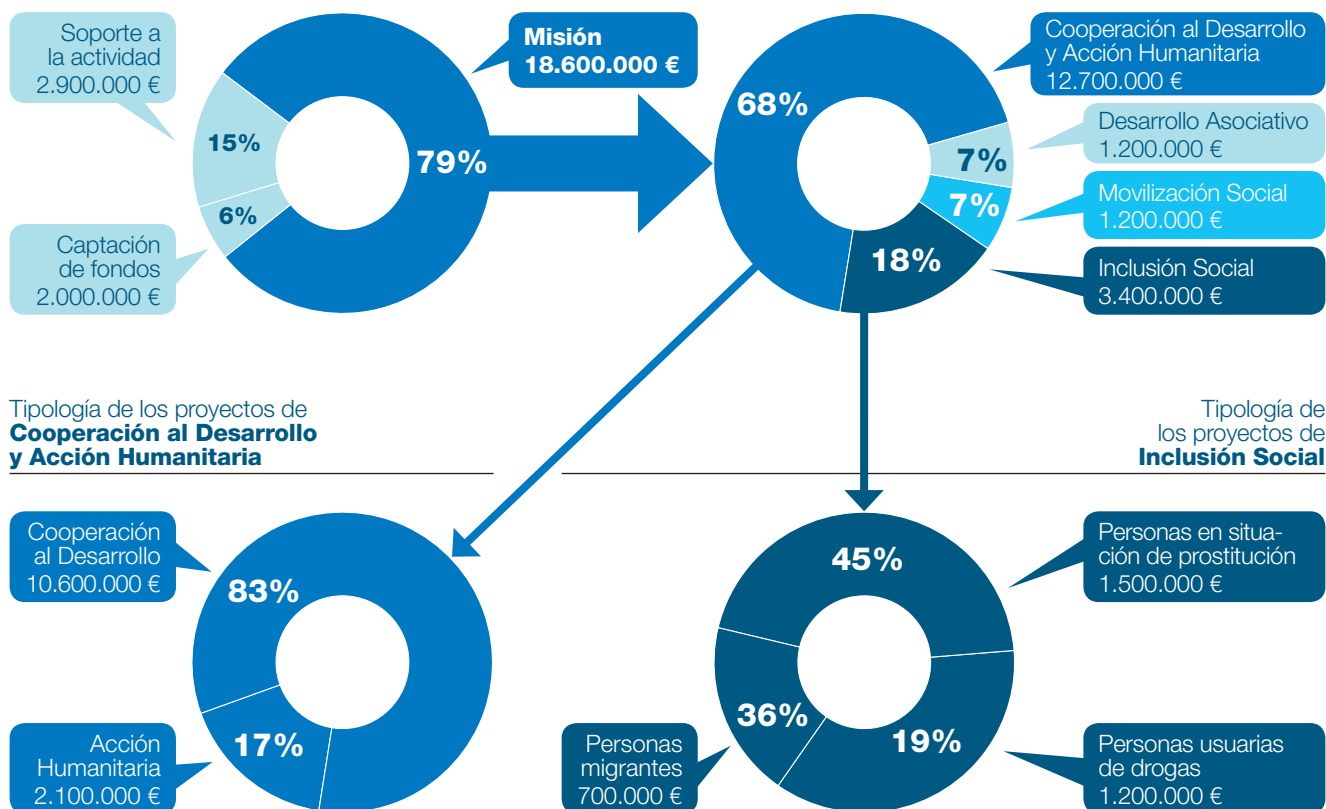 Soporte a
la actividad
2.900.000 €
15%
6%
79%
Captación
de fondos
2.000.000 €
Misión
18.600.000 €
68%
7%
7%
18%
Cooperación al Desarrollo
y Acción Humanitaria
12.700.000 €
Desarrollo Asociativo
1.200.000 €
Movilización Social
1.200.000 €
Inclusión Social
3.400.000 €
Tipología de los proyectos de
Cooperación al Desarrollo
y Acción Humanitaria
Tipología de
los proyectos de
Inclusión Social
Cooperación
al Desarrollo
10.600.000 €
83%
17%
Acción
Humanitaria
2.100.000 €
45%
36%
19%
Personas en situa-
ción de prostitución
1.500.000 €
Personas
migrantes
700.000 €
Personas usuarias
de drogas
1.200.000 €